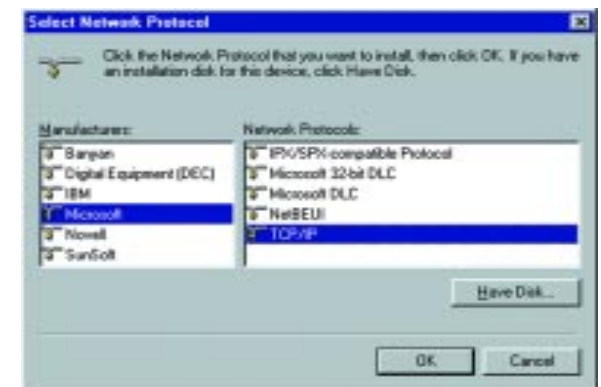 Select Network Protocol
Click the Network Protocol that you want to install, then click OK. If you have
an installation disk for this device, click Have Disk.
Manufacturers:
Banyan
Digital Equipment (DEC)
IBM
Microsoft
Novell
SunSoft
Network Protocols:
IPX/SPX-compatible Protocol
Microsoft 32-bit DLC
Microsoft DLC
NetBEUI
TCP/IP
Have Disk...
OK
Cancel